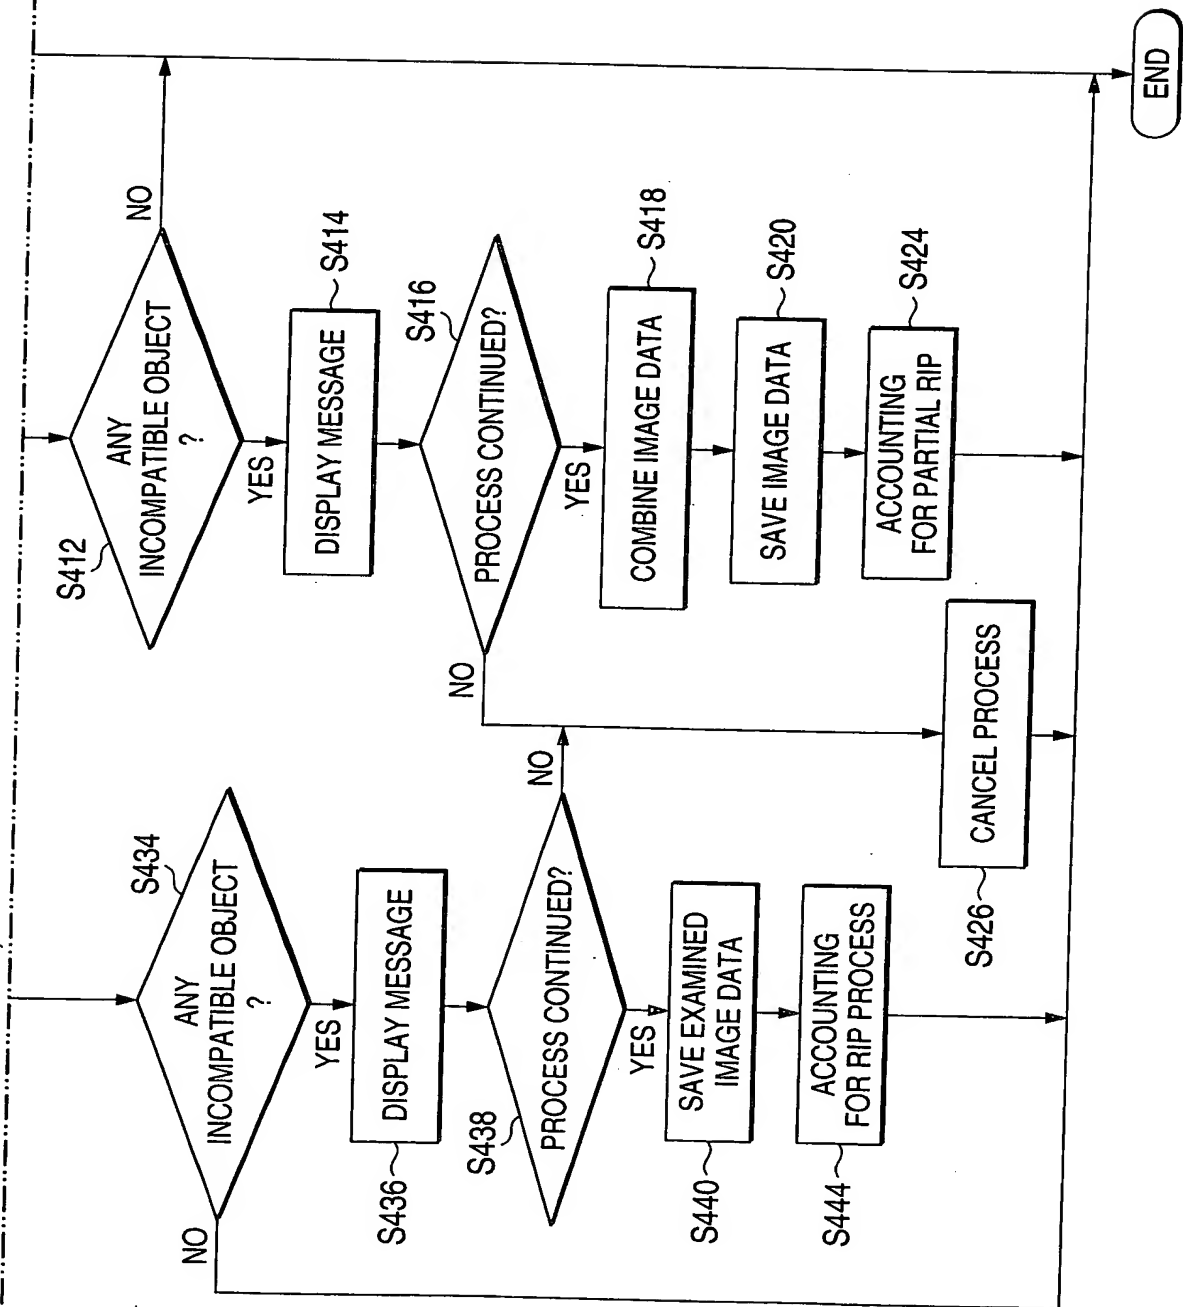 S434
ANY
INCOMPATIBLE OBJECT
?
NO
YES
S436
DISPLAY MESSAGE
S438
PROCESS CONTINUED?
NO
YES
S440
SAVE EXAMINED
IMAGE DATA
S444
ACCOUNTING
FOR RIP PROCESS
S412
ANY
INCOMPATIBLE OBJECT
?
NO
YES
S414
DISPLAY MESSAGE
S416
PROCESS CONTINUED?
NO
YES
S418
COMBINE IMAGE DATA
S420
SAVE IMAGE DATA
S424
ACCOUNTING
FOR PARTIAL RIP
S426
CANCEL PROCESS
END